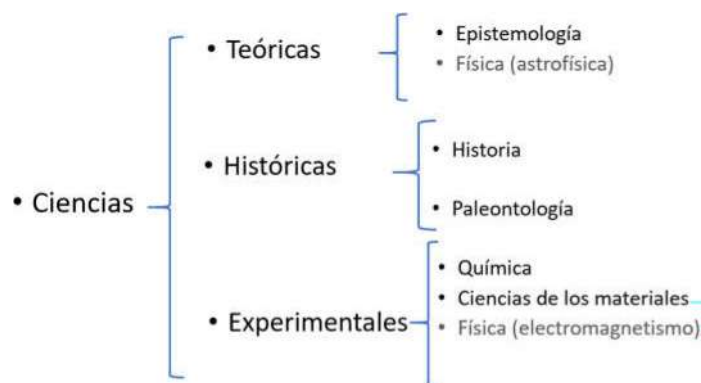 • Ciencias
• Teóricas
• Epistemología
• Física (astrofísica)
• Históricas
• Historia
• Paleontología
• Experimentales
• Química
• Ciencias de los materiales
• Física (electromagnetismo)